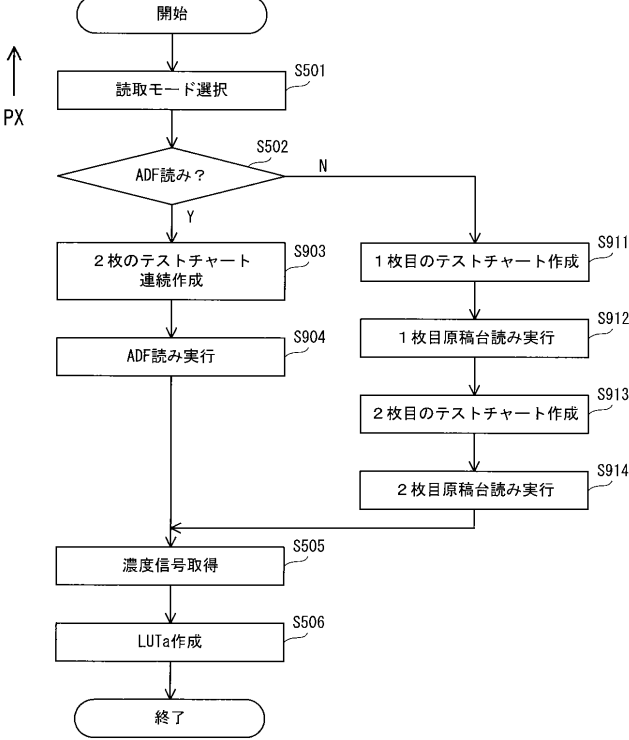 開始
PX
S501
読取モード選択
S502
ADF読み？
N
Y
S903
２枚のテストチャート
連続作成
S904
ADF読み実行
S911
１枚目のテストチャート作成
S912
１枚目原稿台読み実行
S913
２枚目のテストチャート作成
S914
２枚目原稿台読み実行
S505
濃度信号取得
S506
LUTa作成
終了